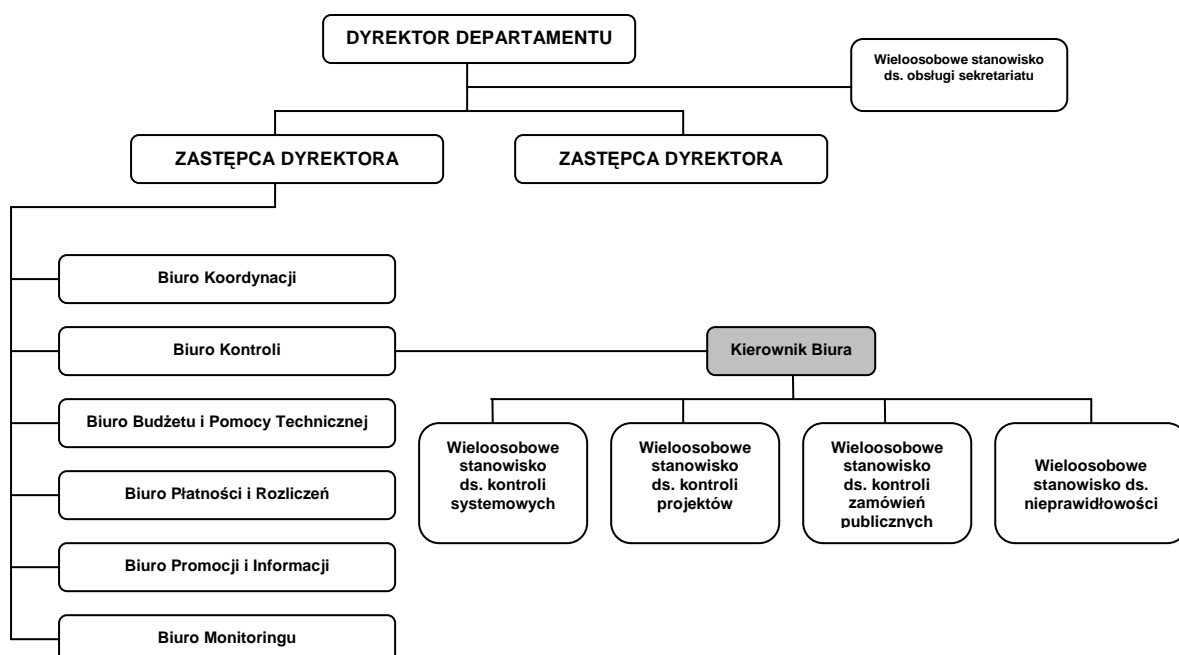 DYREKTOR DEPARTAMENTU
Wieloosobowe stanowisko
ds. obsługi sekretariatu
ZASTĘPCA DYREKTORA
ZASTĘPCA DYREKTORA
Biuro Koordynacji
Biuro Kontroli
Kierownik Biura
Biuro Budżetu i Pomocy Technicznej
Wieloosobowe
stanowisko
ds. kontroli
systemowych
Wieloosobowe
stanowisko
ds. kontroli
projektów
Wieloosobowe
stanowisko
ds. kontroli
zamówień
publicznych
Wieloosobowe
stanowisko ds.
nieprawidłowości
Biuro Płatności i Rozliczeń
Biuro Promocji i Informacji
Biuro Monitoringu